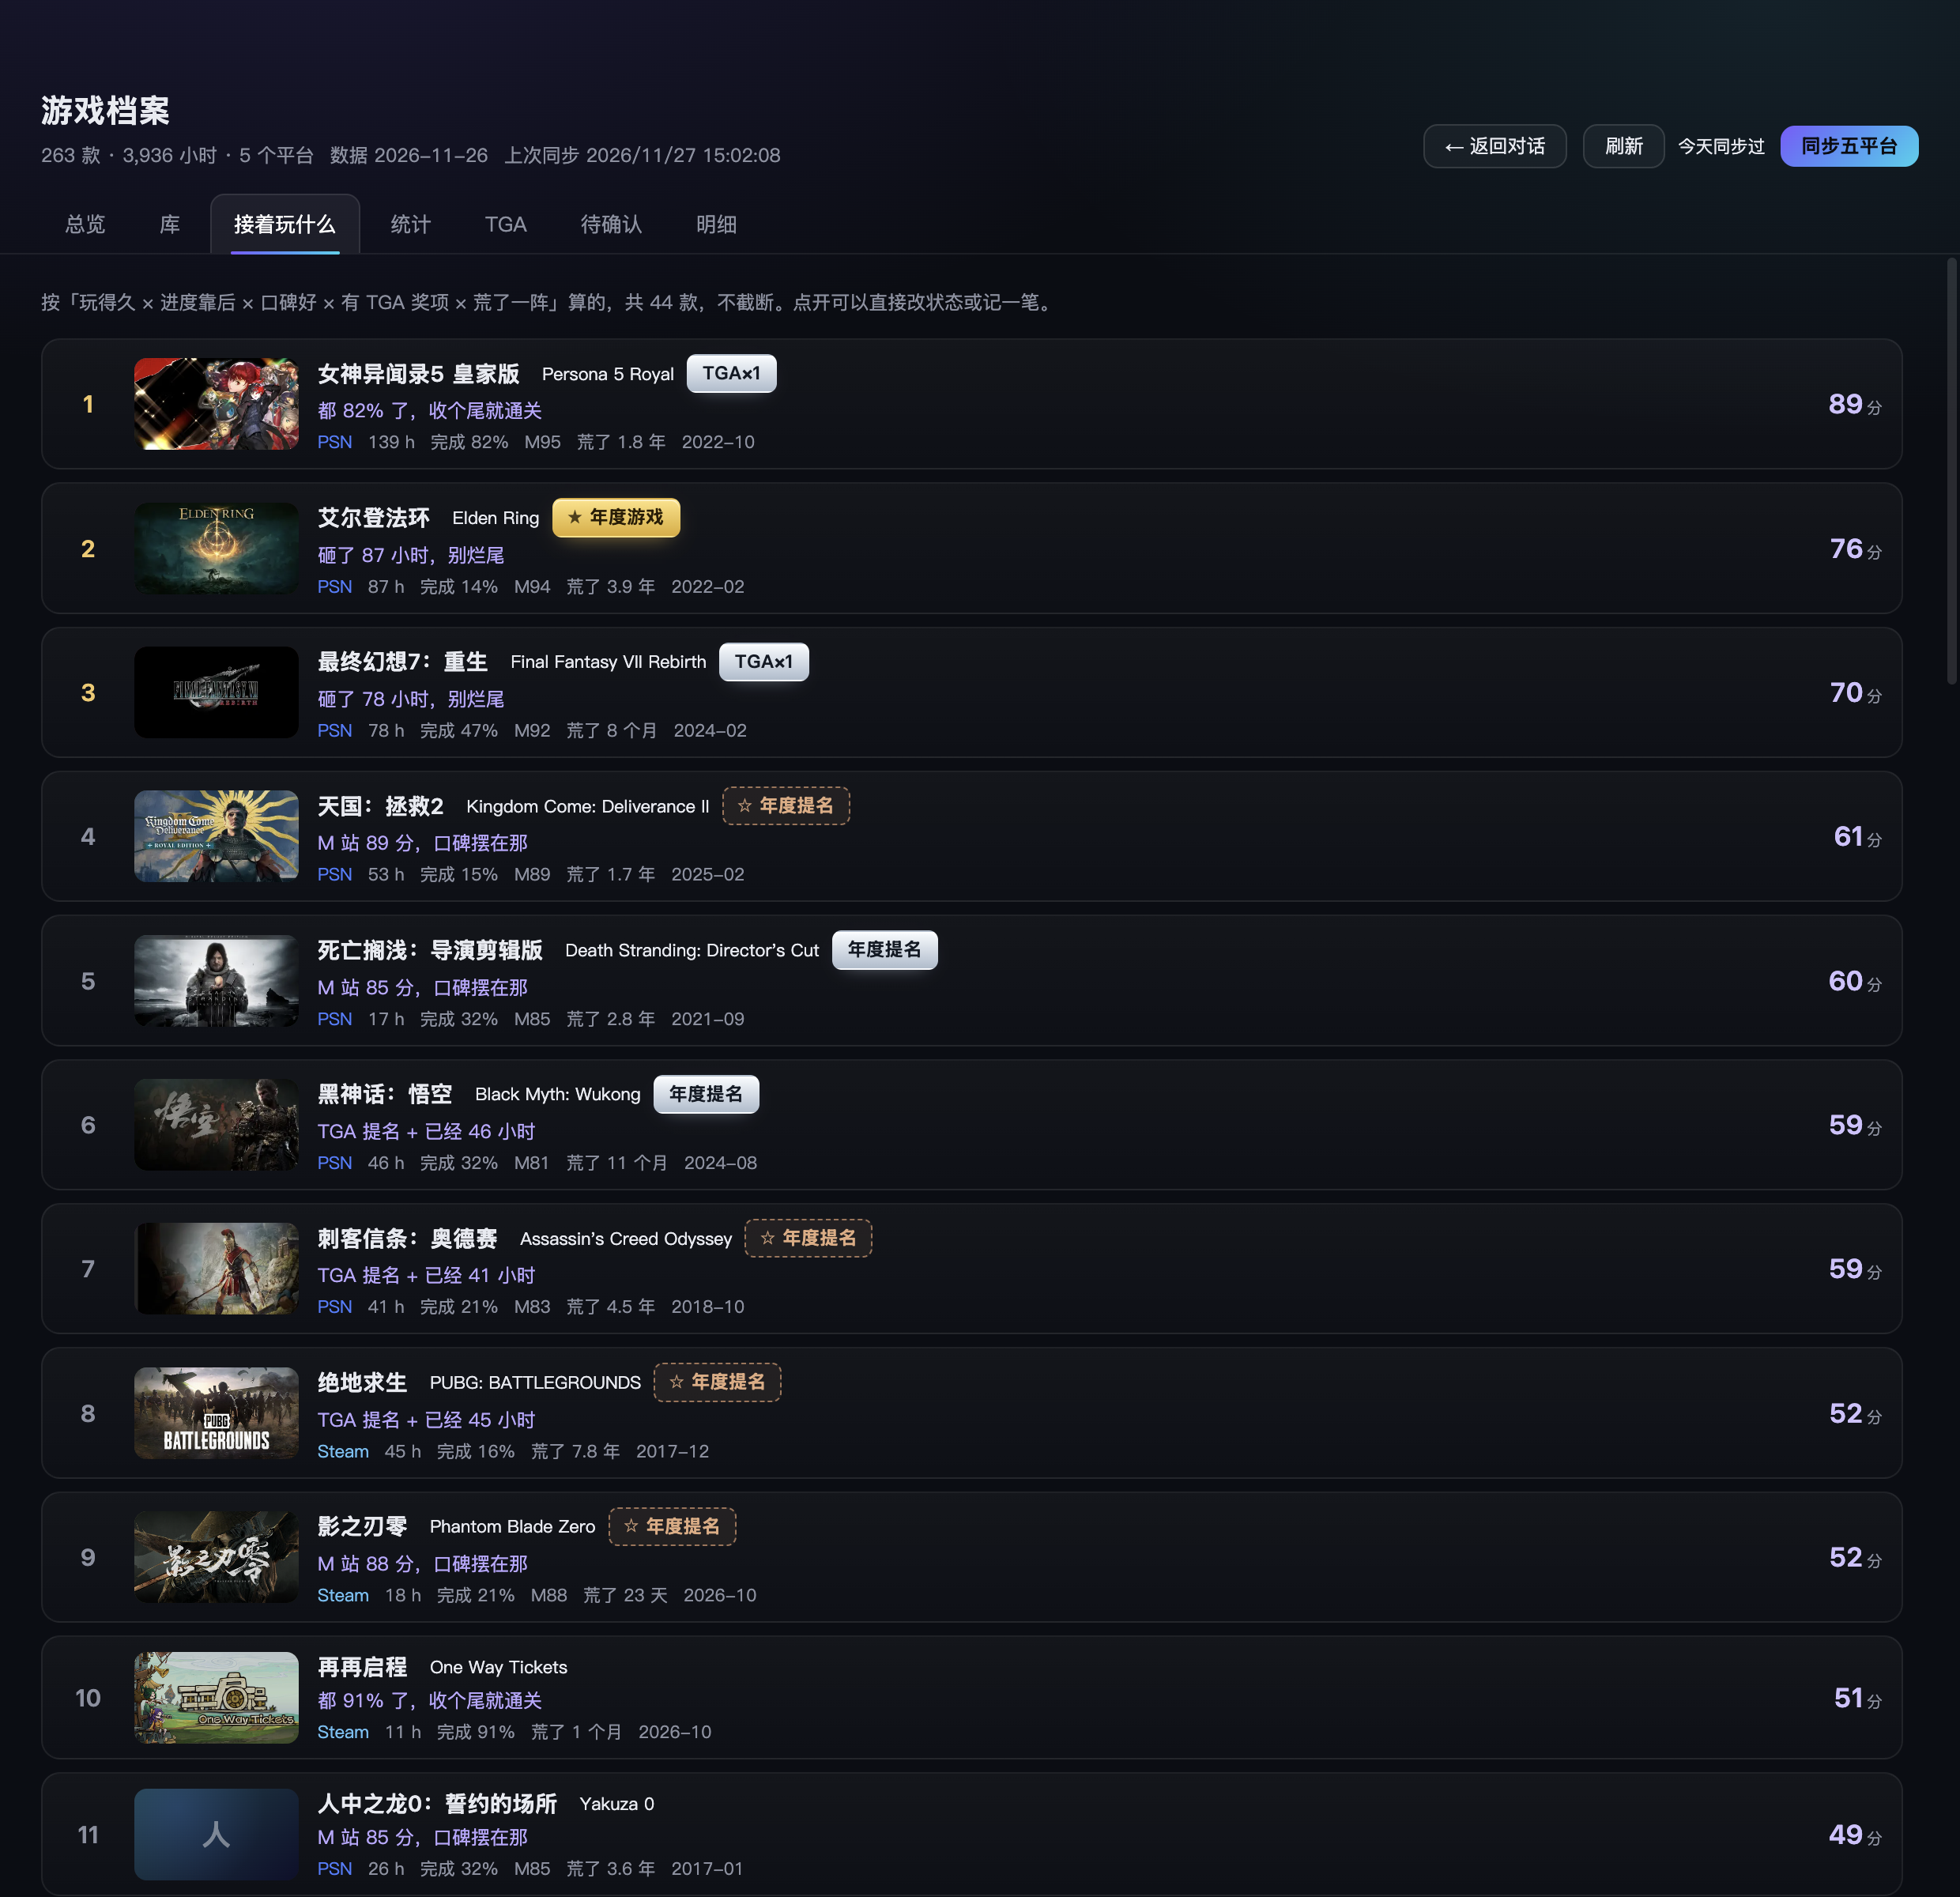 游戏档案
263 款 · 3,936 小时 · 5 个平台 数据 2026-11-26 上次同步 2026/11/27 15:02:08
← 返回对话 刷新 今天同步过 同步五平台
总览 库 接着玩什么 统计 TGA 待确认 明细
按「玩得久 × 进度靠后 × 口碑好 × 有 TGA 奖项 × 荒了一阵」算的，共 44 款，不截断。点开可以直接改状态或记一笔。
1 女神异闻录5 皇家版 Persona 5 Royal TGA×1
都 82% 了，收个尾就通关
PSN 139 h 完成 82% M95 荒了 1.8 年 2022-10
89 分
ELDEN RING
2 艾尔登法环 Elden Ring ★ 年度游戏
砸了 87 小时，别烂尾
PSN 87 h 完成 14% M94 荒了 3.9 年 2022-02
76 分
FINAL FANTASY VII
REBIRTH
3 最终幻想7：重生 Final Fantasy VII Rebirth TGA×1
砸了 78 小时，别烂尾
PSN 78 h 完成 47% M92 荒了 8 个月 2024-02
70 分
Kingdom Come
Deliverance II
ROYAL EDITION
4 天国：拯救2 Kingdom Come: Deliverance II ☆ 年度提名
M 站 89 分，口碑摆在那
PSN 53 h 完成 15% M89 荒了 1.7 年 2025-02
61 分
5 死亡搁浅：导演剪辑版 Death Stranding: Director's Cut 年度提名
M 站 85 分，口碑摆在那
PSN 17 h 完成 32% M85 荒了 2.8 年 2021-09
60 分
悟空
6 黑神话：悟空 Black Myth: Wukong 年度提名
TGA 提名 + 已经 46 小时
PSN 46 h 完成 32% M81 荒了 11 个月 2024-08
59 分
7 刺客信条：奥德赛 Assassin's Creed Odyssey ☆ 年度提名
TGA 提名 + 已经 41 小时
PSN 41 h 完成 21% M83 荒了 4.5 年 2018-10
59 分
PUBG
BATTLEGROUNDS
8 绝地求生 PUBG: BATTLEGROUNDS ☆ 年度提名
TGA 提名 + 已经 45 小时
Steam 45 h 完成 16% 荒了 7.8 年 2017-12
52 分
影之刃零
9 影之刃零 Phantom Blade Zero ☆ 年度提名
M 站 88 分，口碑摆在那
Steam 18 h 完成 21% M88 荒了 23 天 2026-10
52 分
One Way Tickets
10 再再启程 One Way Tickets
都 91% 了，收个尾就通关
Steam 11 h 完成 91% 荒了 1 个月 2026-10
51 分
人
11 人中之龙0：誓约的场所 Yakuza 0
M 站 85 分，口碑摆在那
PSN 26 h 完成 32% M85 荒了 3.6 年 2017-01
49 分